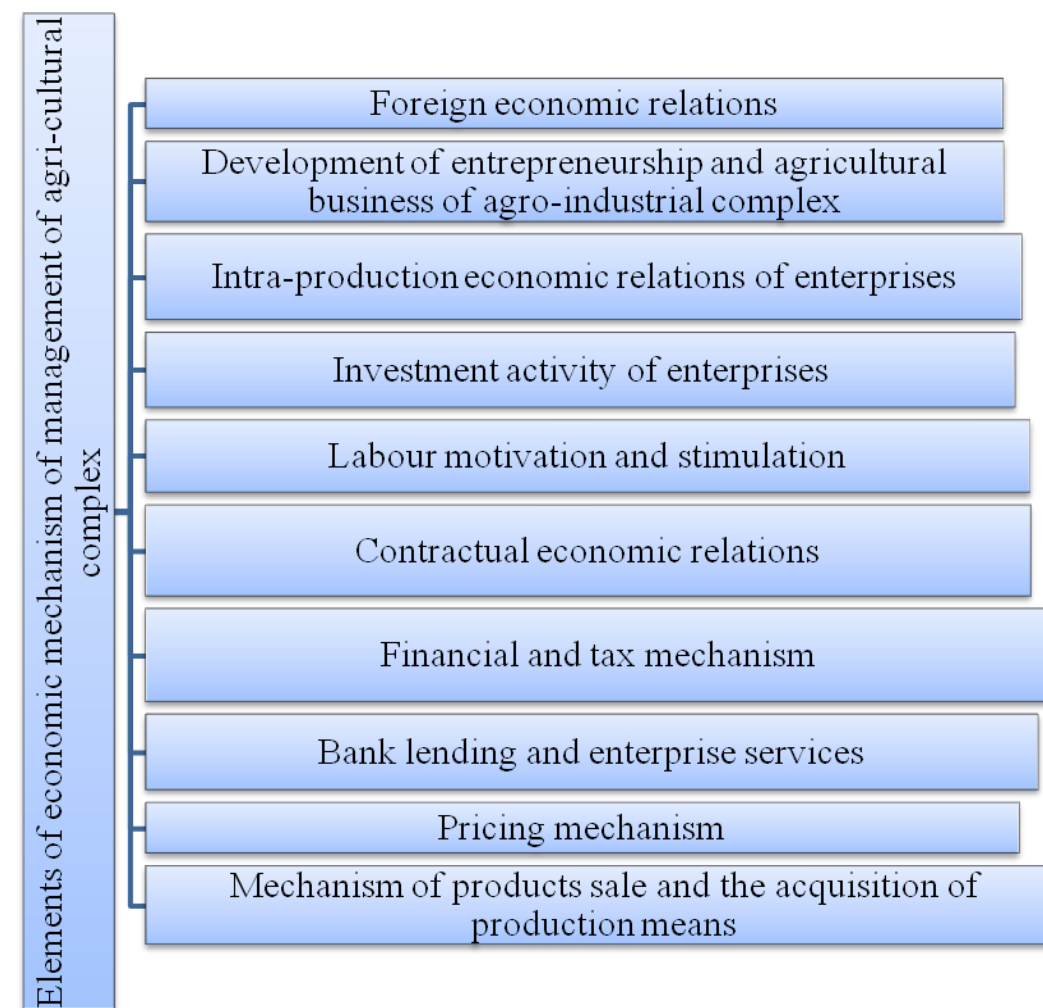 Elements of economic mechanism of management of agri-cultural
complex
Foreign economic relations
Development of entrepreneurship and agricultural
business of agro-industrial complex
Intra-production economic relations of enterprises
Investment activity of enterprises
Labour motivation and stimulation
Contractual economic relations
Financial and tax mechanism
Bank lending and enterprise services
Pricing mechanism
Mechanism of products sale and the acquisition of
production means